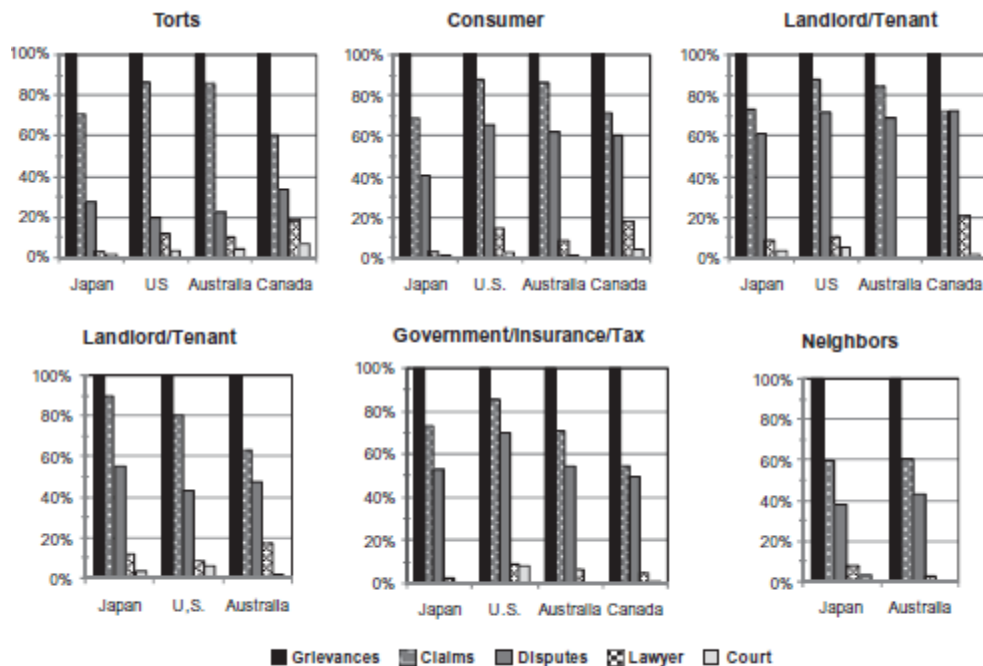 Torts
100%
80%
60%
40%
20%
0%
Japan US Australia Canada
Consumer
100%
80%
60%
40%
20%
0%
Japan U.S. Australia Canada
Landlord/Tenant
100%
80%
60%
40%
20%
0%
Japan US Australia Canada
Landlord/Tenant
100%
80%
60%
40%
20%
0%
Japan U,S. Australia
Government/Insurance/Tax
100%
80%
60%
40%
20%
0%
Japan U.S. Australia Canada
Neighbors
100%
80%
60%
40%
20%
0%
Japan Australia
Grievances Claims Disputes Lawyer Court